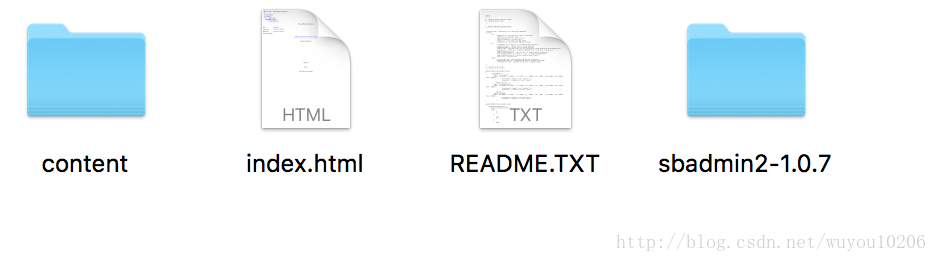 HTML
TXT
content
index.html
README.TXT
sbadmin2-1.0.7
http://blog.csdn.net/wuyou10206